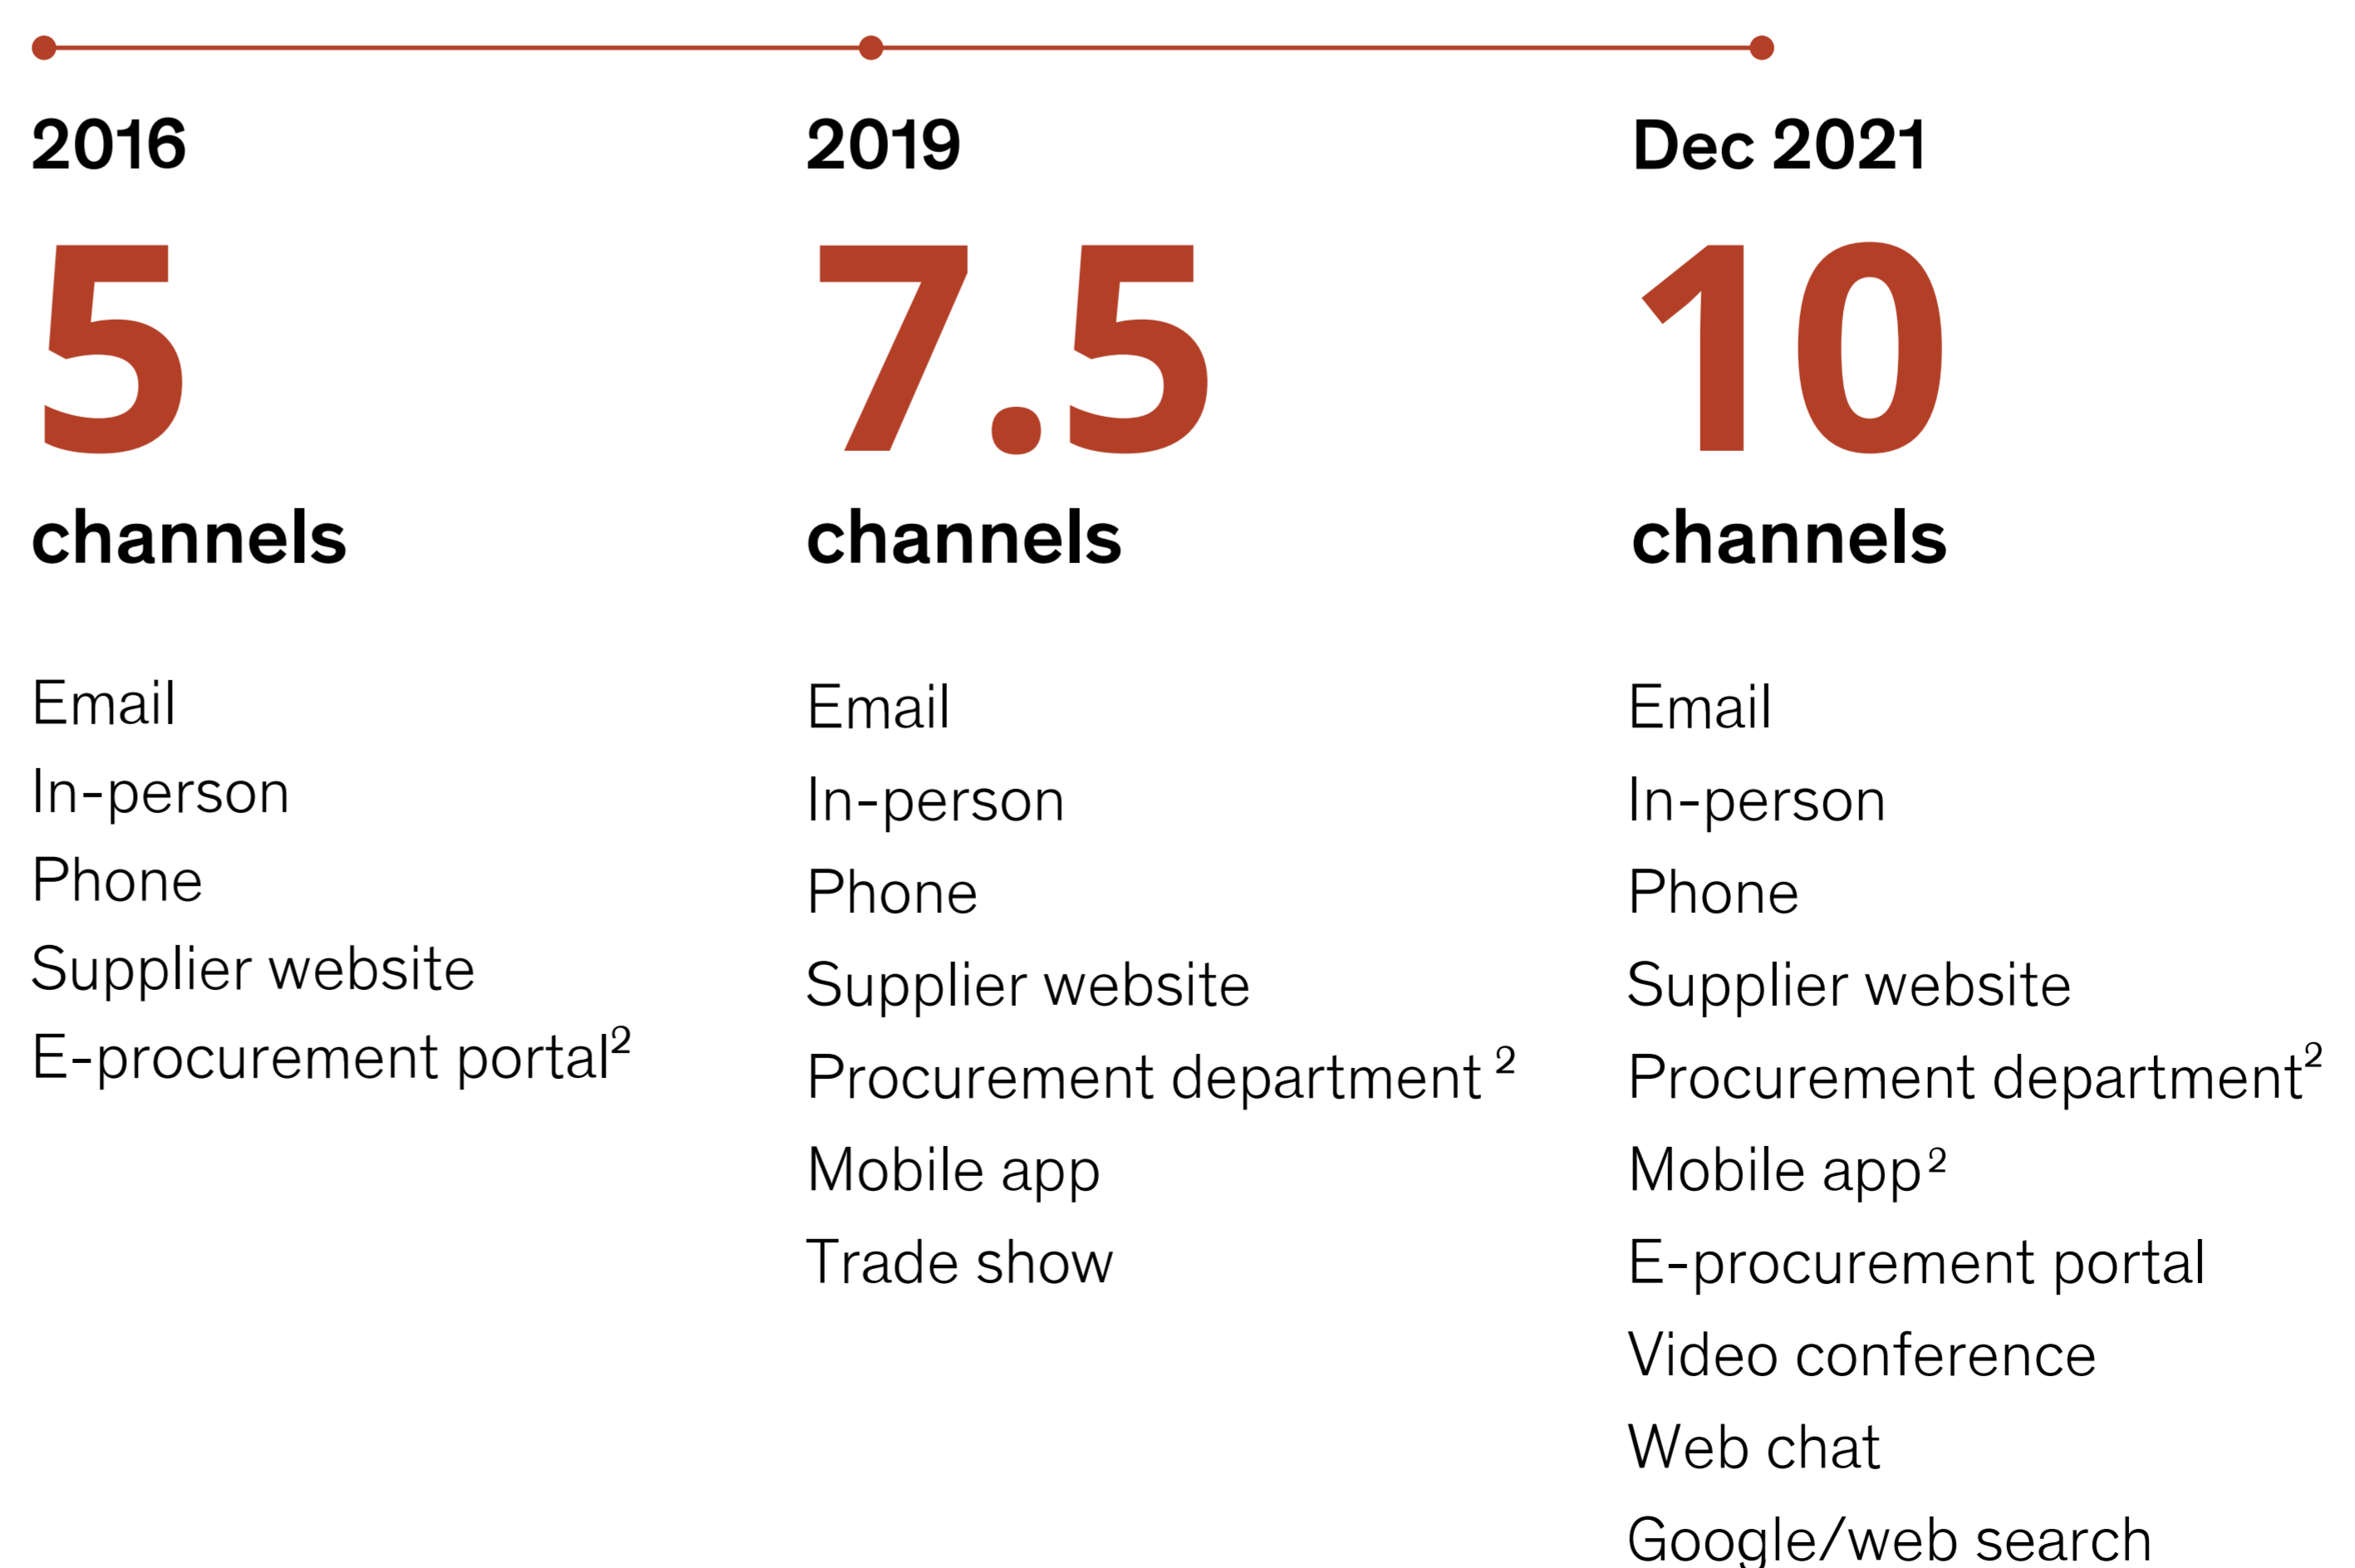 2016
5
channels
Email
In-person
Phone
Supplier website
E-procurement portal²
2019
7.5
channels
Email
In-person
Phone
Supplier website
Procurement department ²
Mobile app
Trade show
Dec 2021
10
channels
Email
In-person
Phone
Supplier website
Procurement department²
Mobile app²
E-procurement portal
Video conference
Web chat
Google/web search